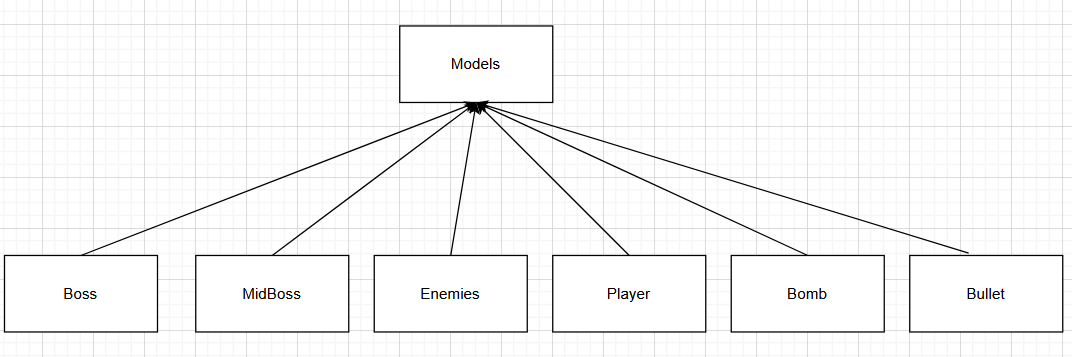 Models
Boss
MidBoss
Enemies
Player
Bomb
Bullet